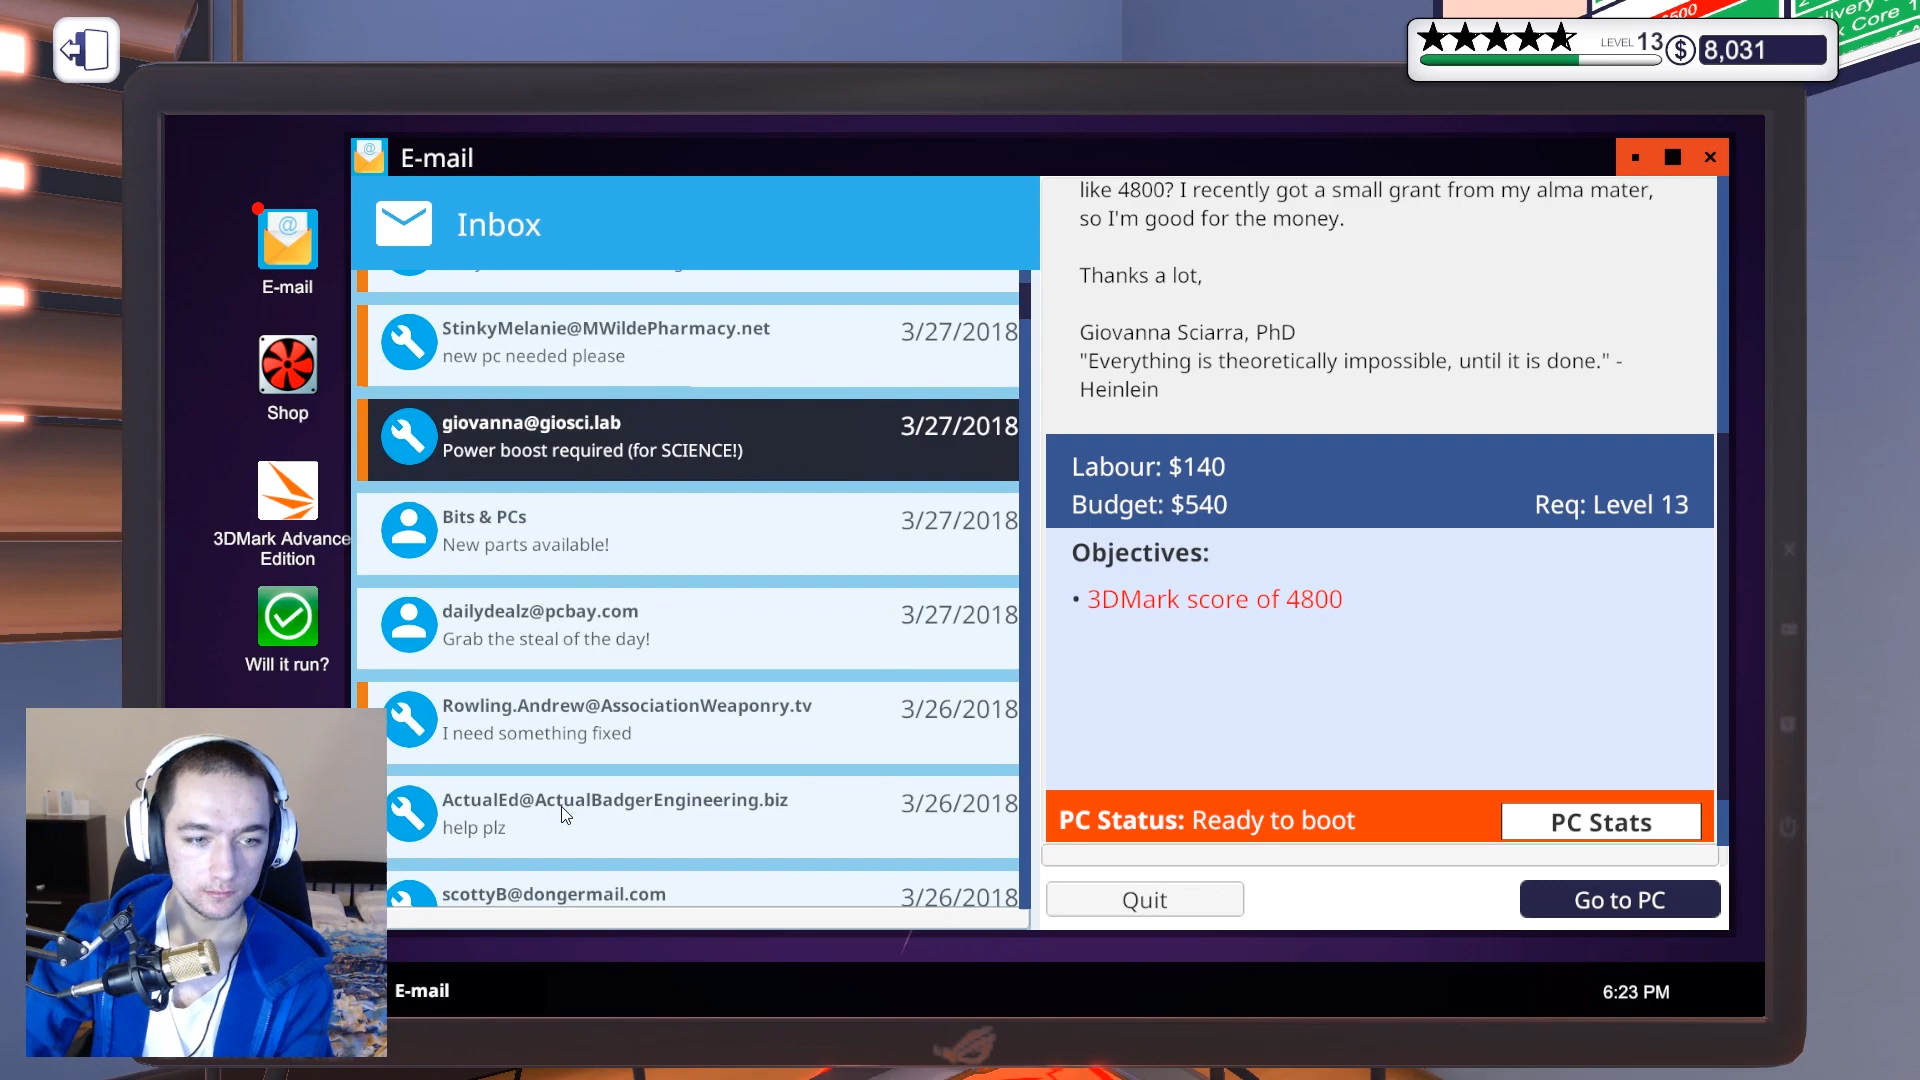 LEVEL 13
$ 8,031
$500
Core 1
E-mail
E-mail
Shop
3DMark Advance
Edition
Will it run?
Inbox
StinkyMelanie@MWildePharmacy.net
3/27/2018
new pc needed please
giovanna@giosci.lab
3/27/2018
Power boost required (for SCIENCE!)
Bits & PCs
3/27/2018
New parts available!
dailydealz@pcbay.com
3/27/2018
Grab the steal of the day!
Rowling.Andrew@AssociationWeaponry.tv
3/26/2018
I need something fixed
ActualEd@ActualBadgerEngineering.biz
3/26/2018
help plz
scottyB@dongermail.com
3/26/2018
like 4800? I recently got a small grant from my alma mater,
so I'm good for the money.
Thanks a lot,
Giovanna Sciarra, PhD
"Everything is theoretically impossible, until it is done." -
Heinlein
Labour: $140
Budget: $540
Req: Level 13
Objectives:
• 3DMark score of 4800
PC Status: Ready to boot
PC Stats
Quit
Go to PC
E-mail
6:23 PM